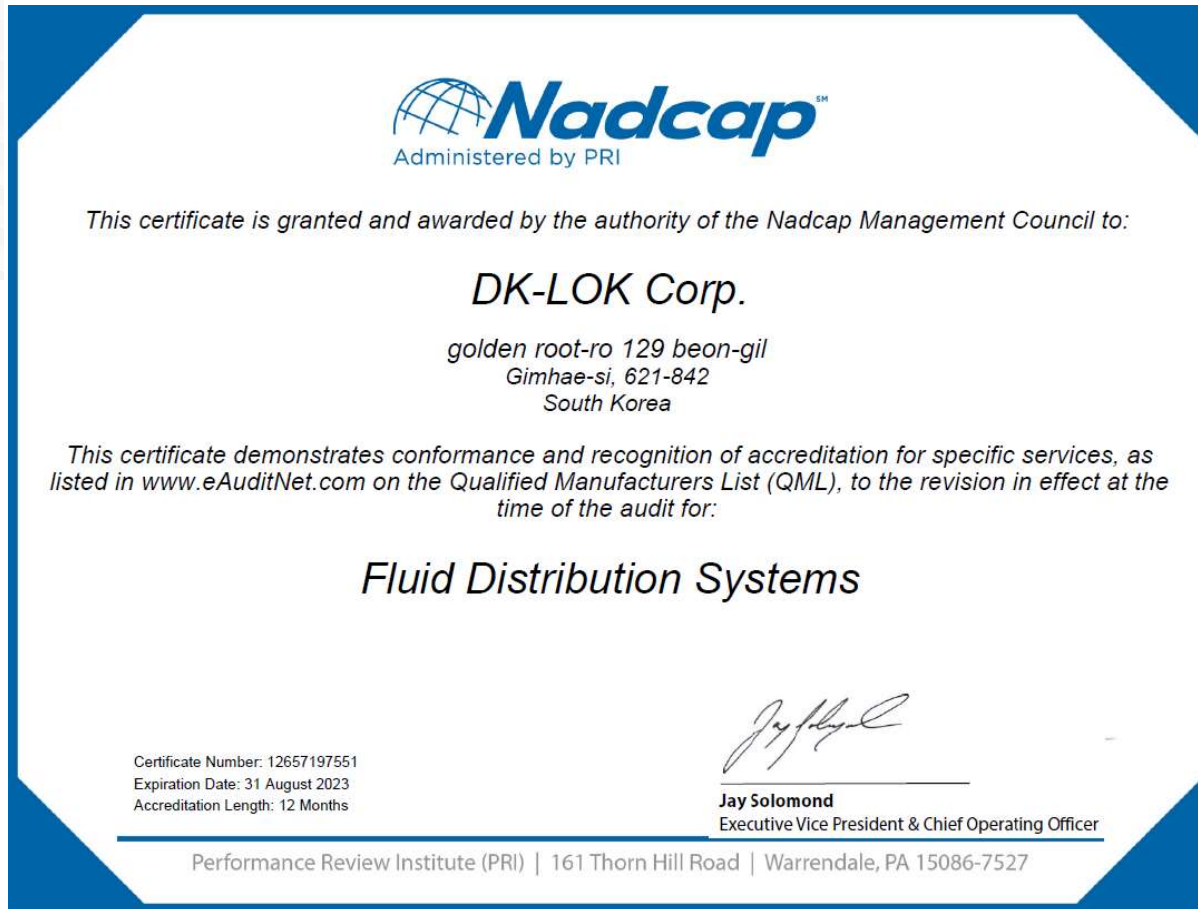 Nadcap SM
Administered by PRI
This certificate is granted and awarded by the authority of the Nadcap Management Council to:
DK-LOK Corp.
golden root-ro 129 beon-gil
Gimhae-si, 621-842
South Korea
This certificate demonstrates conformance and recognition of accreditation for specific services, as
listed in www.eAuditNet.com on the Qualified Manufacturers List (QML), to the revision in effect at the
time of the audit for:
Fluid Distribution Systems
Certificate Number: 12657197551
Expiration Date: 31 August 2023
Accreditation Length: 12 Months
Jay Solomond
Executive Vice President & Chief Operating Officer
Performance Review Institute (PRI) | 161 Thorn Hill Road | Warrendale, PA 15086-7527